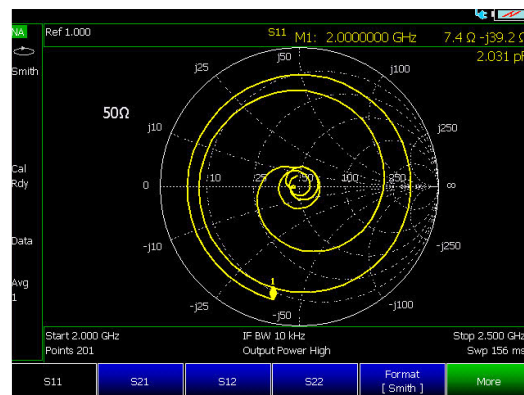 NA
Ref 1.000
S11 M1: 2.0000000 GHz 7.4 Ω -j39.2 Ω
2.031 pF
Smith
50Ω
j10
j25
j50
j100
j250
0
10
25
50
100
250
∞
-j10
-j25
-j50
-j100
-j250
1
Cal
Rdy
Data
Avg
1
Start 2.000 GHz
IF BW 10 kHz
Stop 2.500 GHz
Points 201
Output Power High
Swp 156 ms
S11
S21
S12
S22
Format
[ Smith ]
More